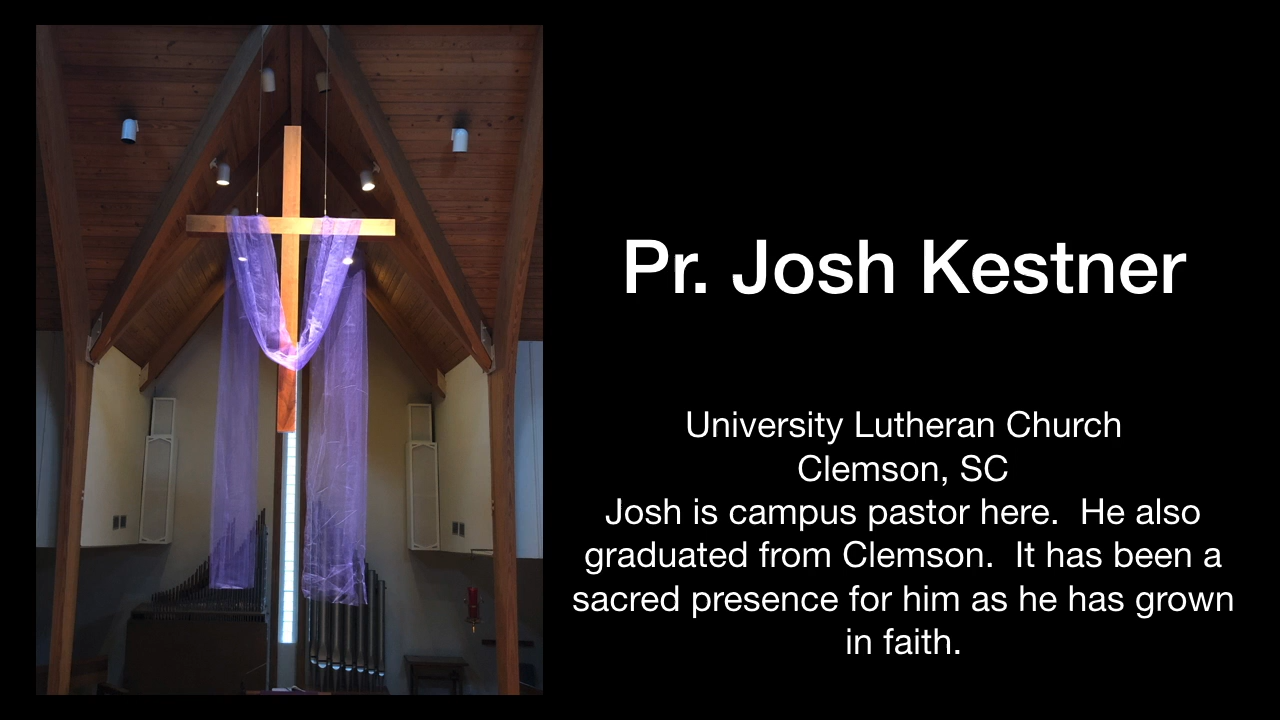 Pr. Josh Kestner
University Lutheran Church
Clemson, SC
Josh is campus pastor here.  He also
graduated from Clemson.  It has been a
sacred presence for him as he has grown
in faith.